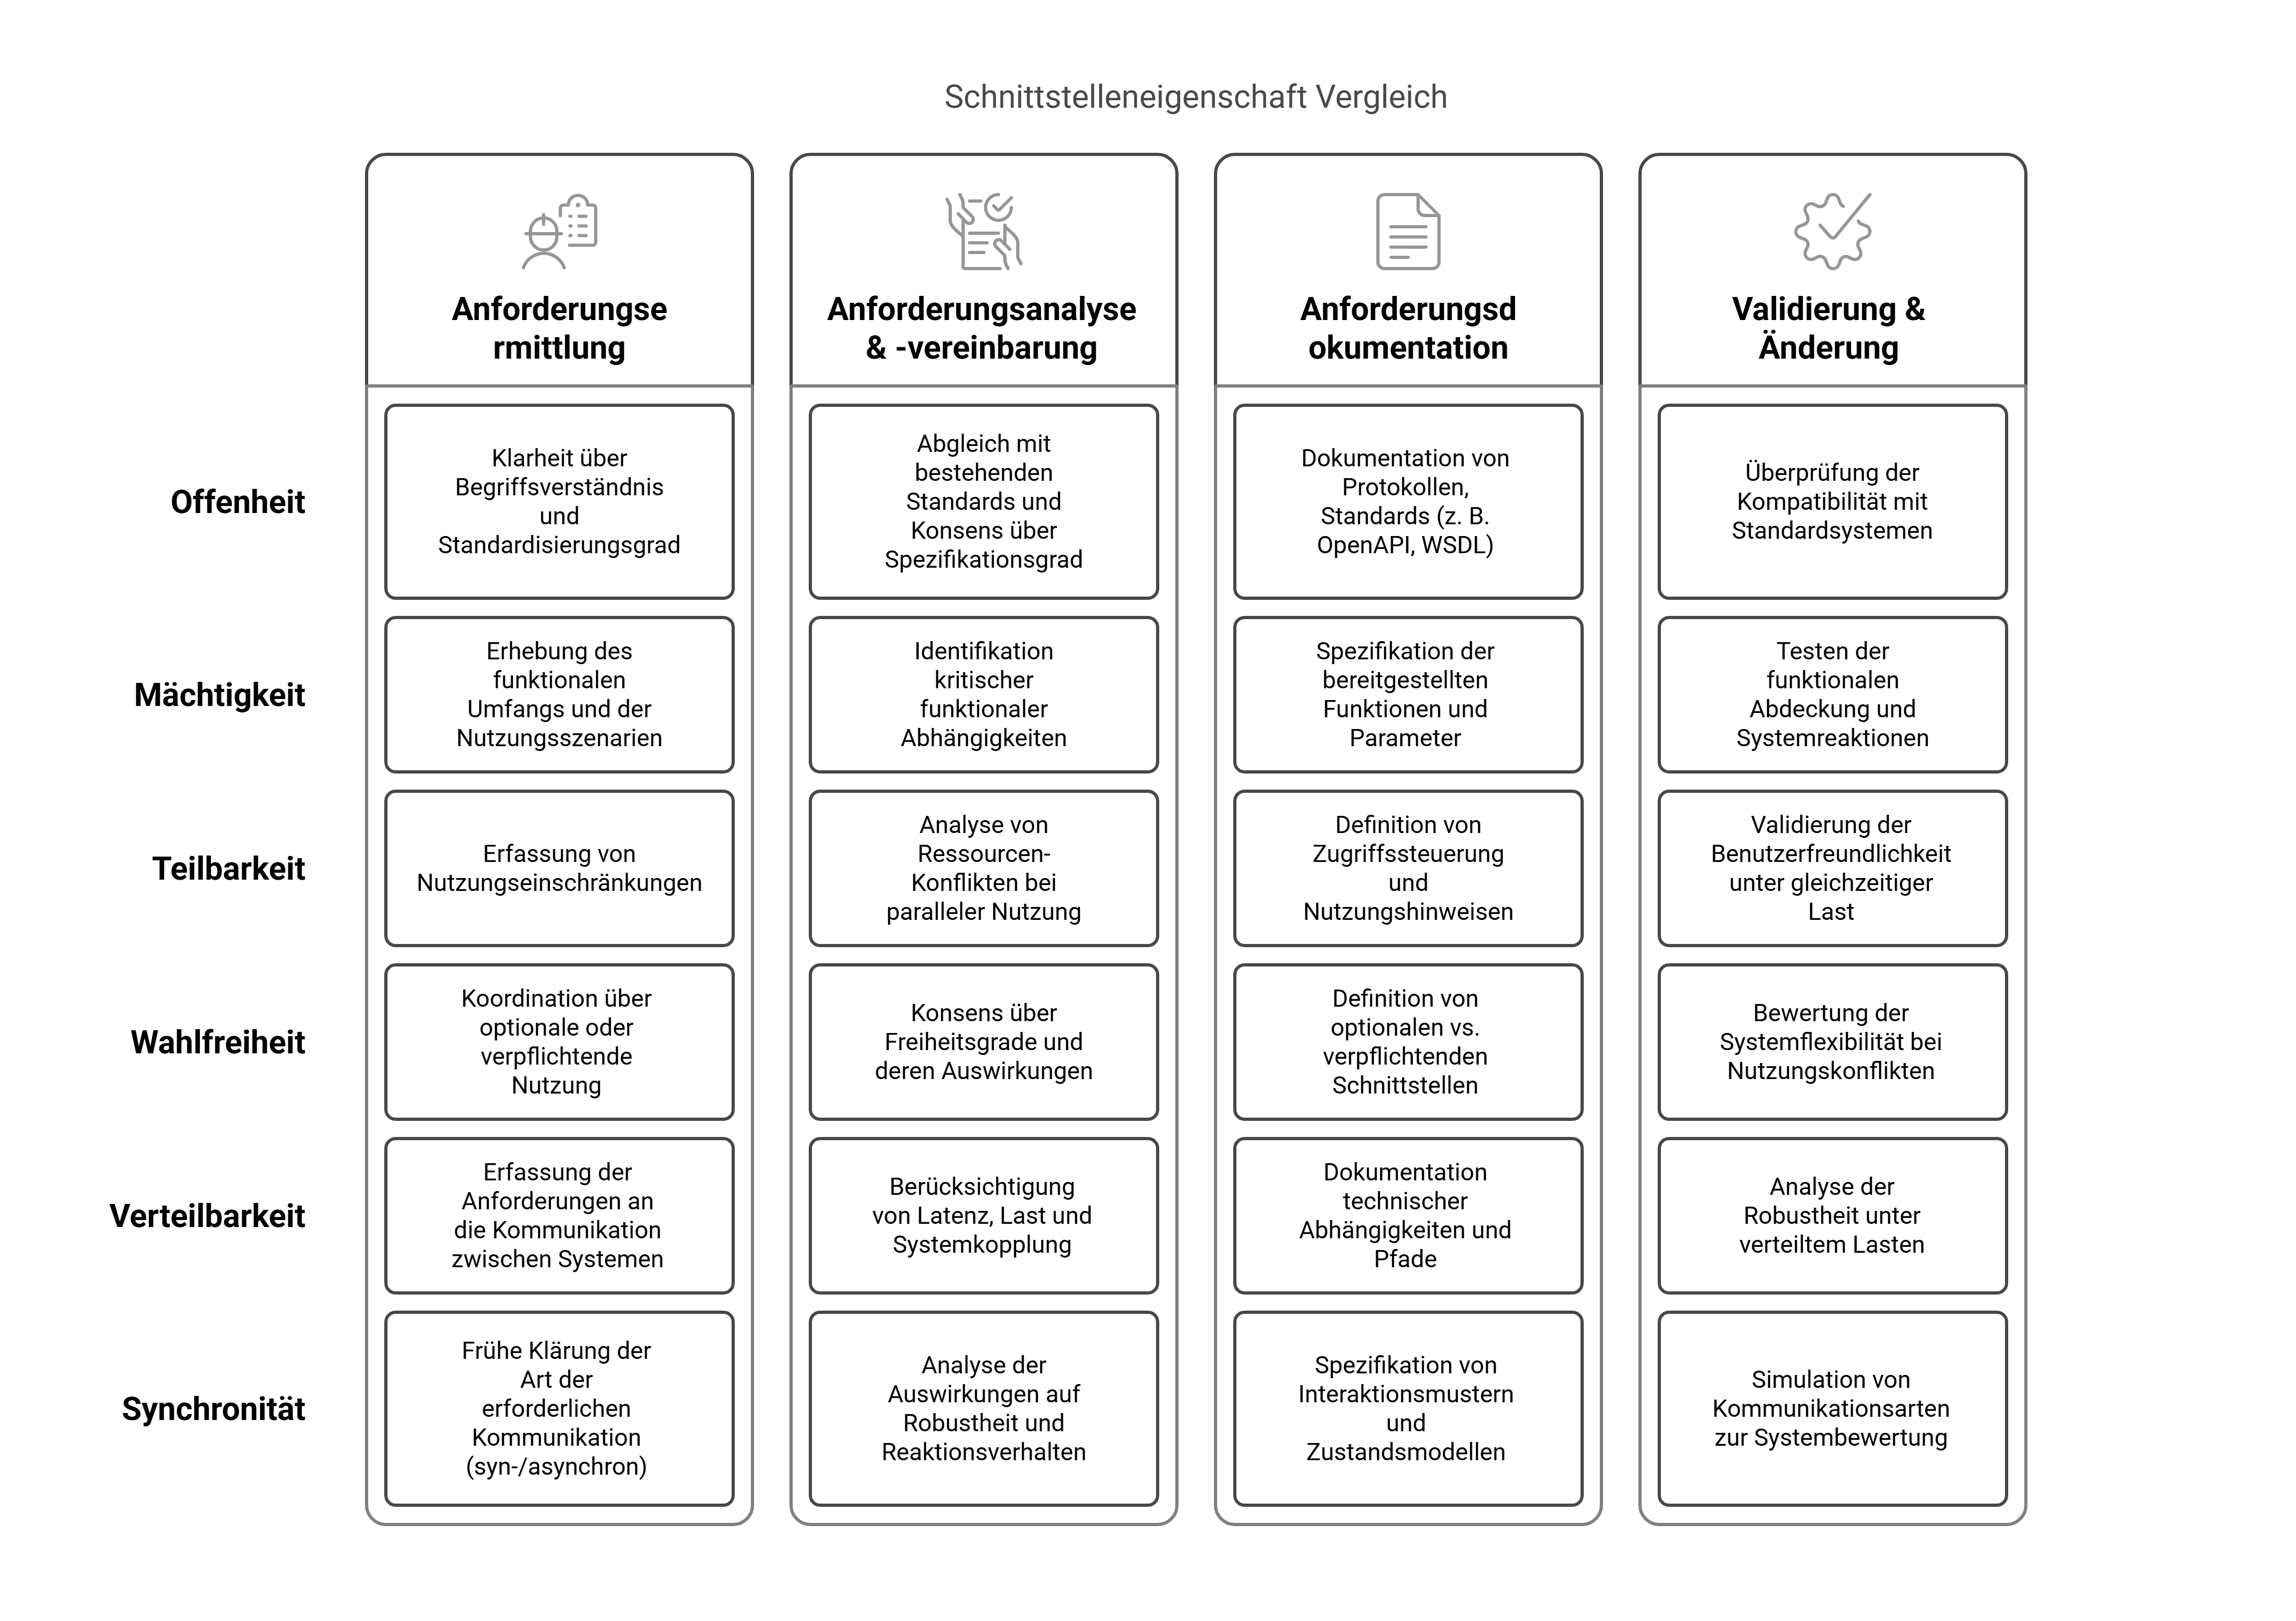 Schnittstelleneigenschaft Vergleich
Anforderungse
rmittlung
Anforderungsanalyse
& -vereinbarung
Anforderungsd
okumentation
Validierung &
Änderung
Offenheit
Klarheit über
Begriffsverständnis
und
Standardisierungsgrad
Abgleich mit
bestehenden
Standards und
Konsens über
Spezifikationsgrad
Dokumentation von
Protokollen,
Standards (z. B.
OpenAPI, WSDL)
Überprüfung der
Kompatibilität mit
Standardsystemen
Mächtigkeit
Erhebung des
funktionalen
Umfangs und der
Nutzungsszenarien
Identifikation
kritischer
funktionaler
Abhängigkeiten
Spezifikation der
bereitgestellten
Funktionen und
Parameter
Testen der
funktionalen
Abdeckung und
Systemreaktionen
Teilbarkeit
Erfassung von
Nutzungseinschränkungen
Analyse von
Ressourcen-
Konflikten bei
paralleler Nutzung
Definition von
Zugriffssteuerung
und
Nutzungshinweisen
Validierung der
Benutzerfreundlichkeit
unter gleichzeitiger
Last
Wahlfreiheit
Koordination über
optionale oder
verpflichtende
Nutzung
Konsens über
Freiheitsgrade und
deren Auswirkungen
Definition von
optionalen vs.
verpflichtenden
Schnittstellen
Bewertung der
Systemflexibilität bei
Nutzungskonflikten
Verteilbarkeit
Erfassung der
Anforderungen an
die Kommunikation
zwischen Systemen
Berücksichtigung
von Latenz, Last und
Systemkopplung
Dokumentation
technischer
Abhängigkeiten und
Pfade
Analyse der
Robustheit unter
verteiltem Lasten
Synchronität
Frühe Klärung der
Art der
erforderlichen
Kommunikation
(syn-/asynchron)
Analyse der
Auswirkungen auf
Robustheit und
Reaktionsverhalten
Spezifikation von
Interaktionsmustern
und
Zustandsmodellen
Simulation von
Kommunikationsarten
zur Systembewertung